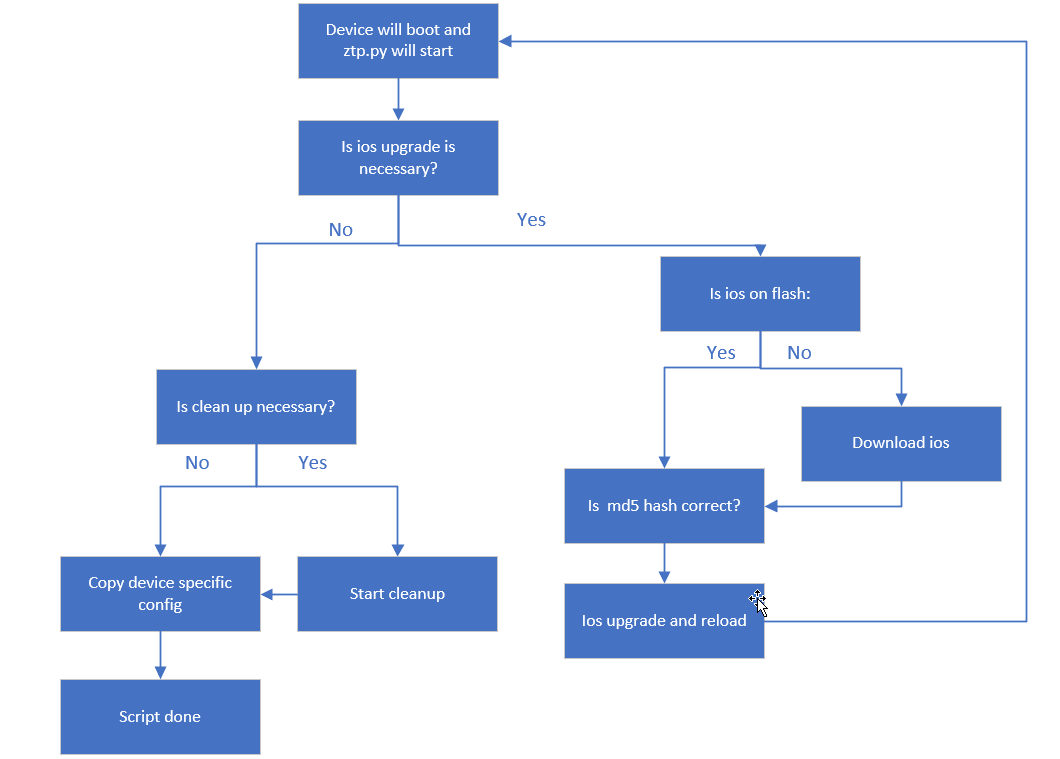 Device will boot and
ztp.py will start
Is ios upgrade is
necessary?
No
Yes
Is ios on flash:
Yes
No
Is clean up necessary?
Download ios
No
Yes
Is  md5 hash correct?
Copy device specific
config
Start cleanup
Ios upgrade and reload
Script done